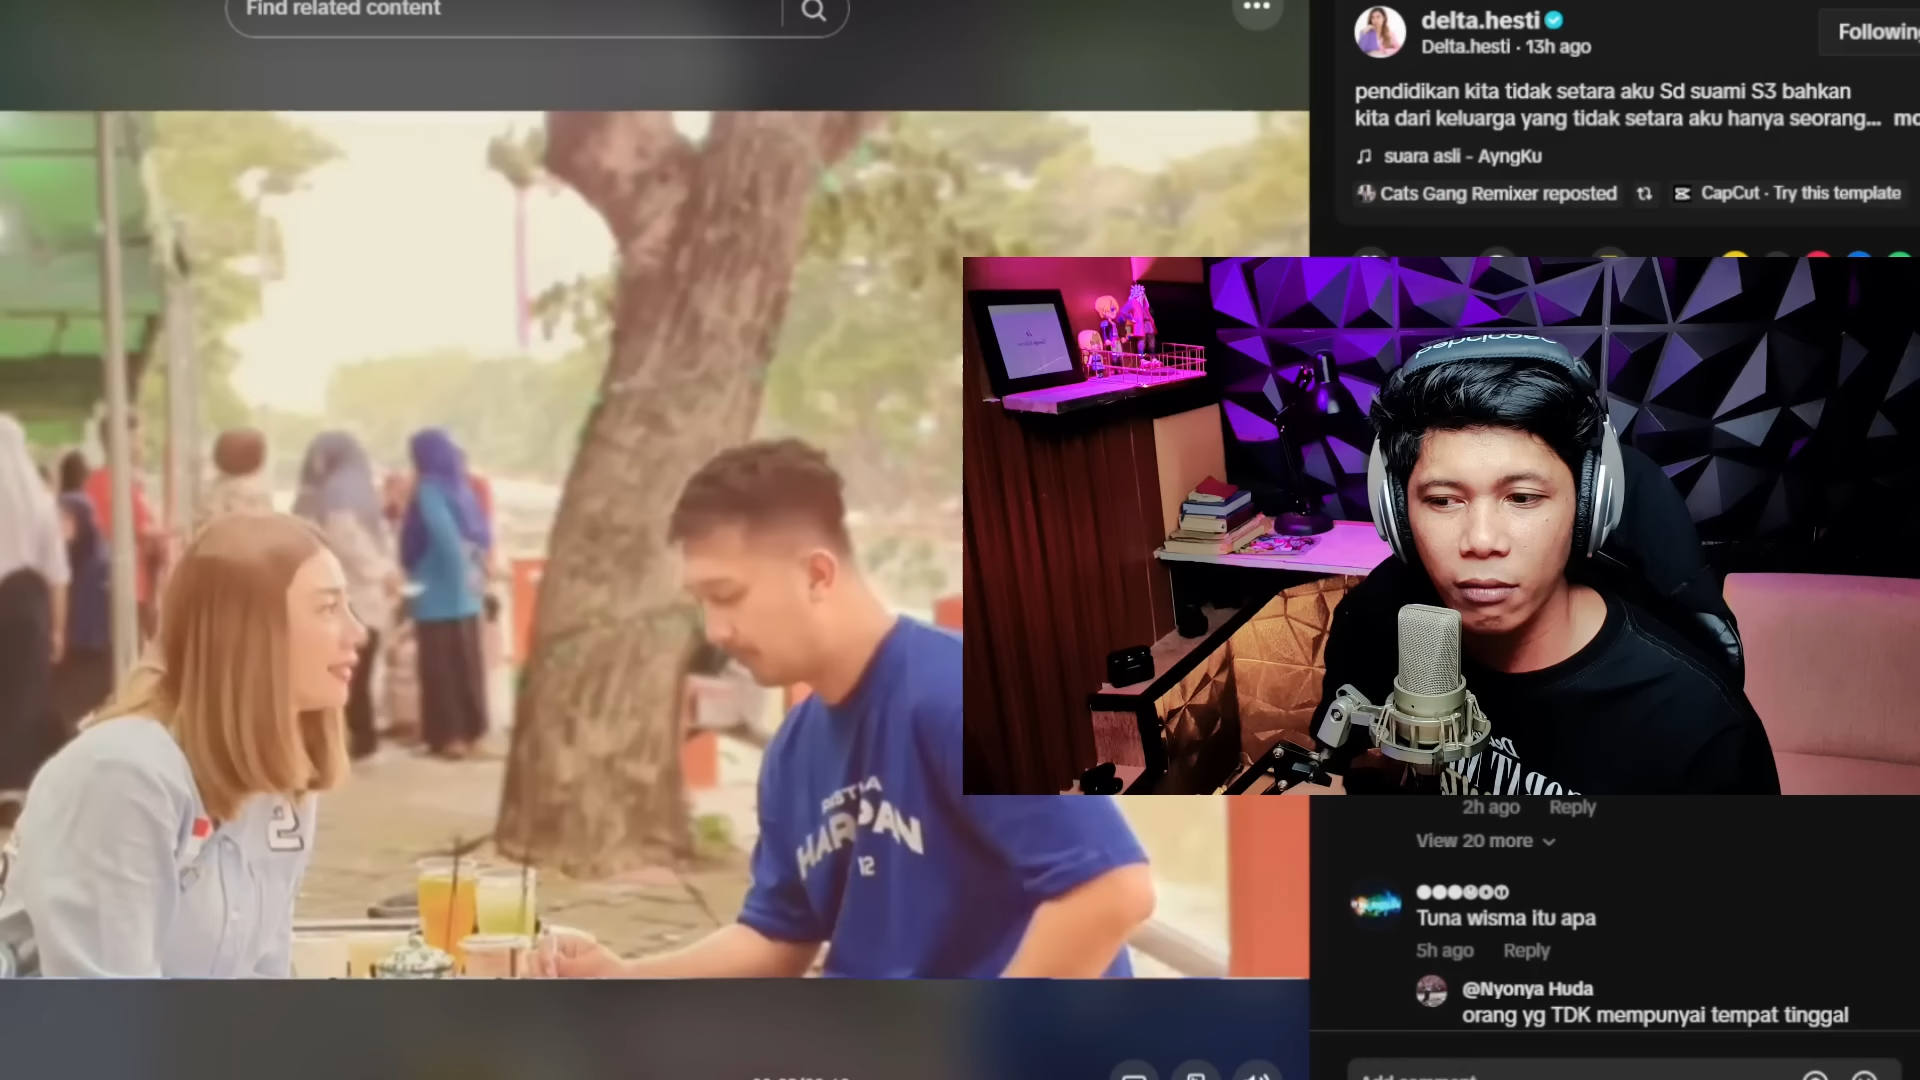 Find related content
delta.hesti
Following
Delta.hesti · 13h ago
pendidikan kita tidak setara aku Sd suami S3 bahkan
kita dari keluarga yang tidak setara aku hanya seorang...
suara asli - AyngKu
Cats Gang Remixer reposted
CapCut · Try this template
HARAPAN
12
2
2h ago Reply
View 20 more
Tuna wisma itu apa
5h ago Reply
@Nyonya Huda
orang yg TDK mempunyai tempat tinggal